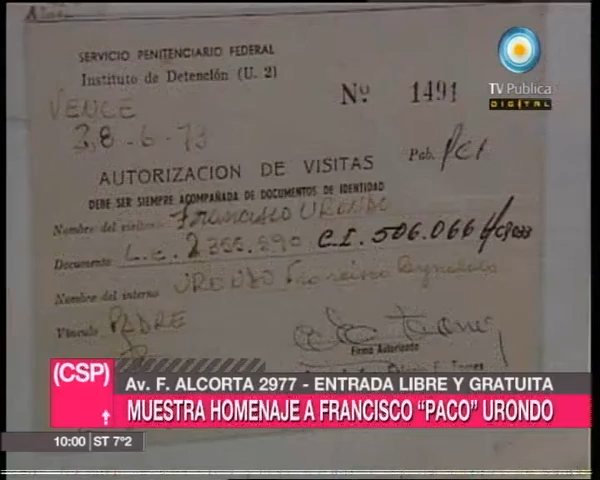 SERVICIO PENITENCIARIO FEDERAL
Instituto de Detención (U. 2)
TV Pública
DIGITAL
Nº 1491
VENCE
28-6-73
AUTORIZACION DE VISITAS
Pab.
DEBE SER SIEMPRE ACOMPAÑADA DE DOCUMENTOS DE IDENTIDAD
Nombre del visitante Francisco URONDO
Documento L.C. C.I. 506.066
Nombre del interno URONDO Francisco Reynaldo
Vínculo PADRE
Firma Autorizante
(CSP)
Av. F. ALCORTA 2977 - ENTRADA LIBRE Y GRATUITA
MUESTRA HOMENAJE A FRANCISCO "PACO" URONDO
10:00 ST 7º2